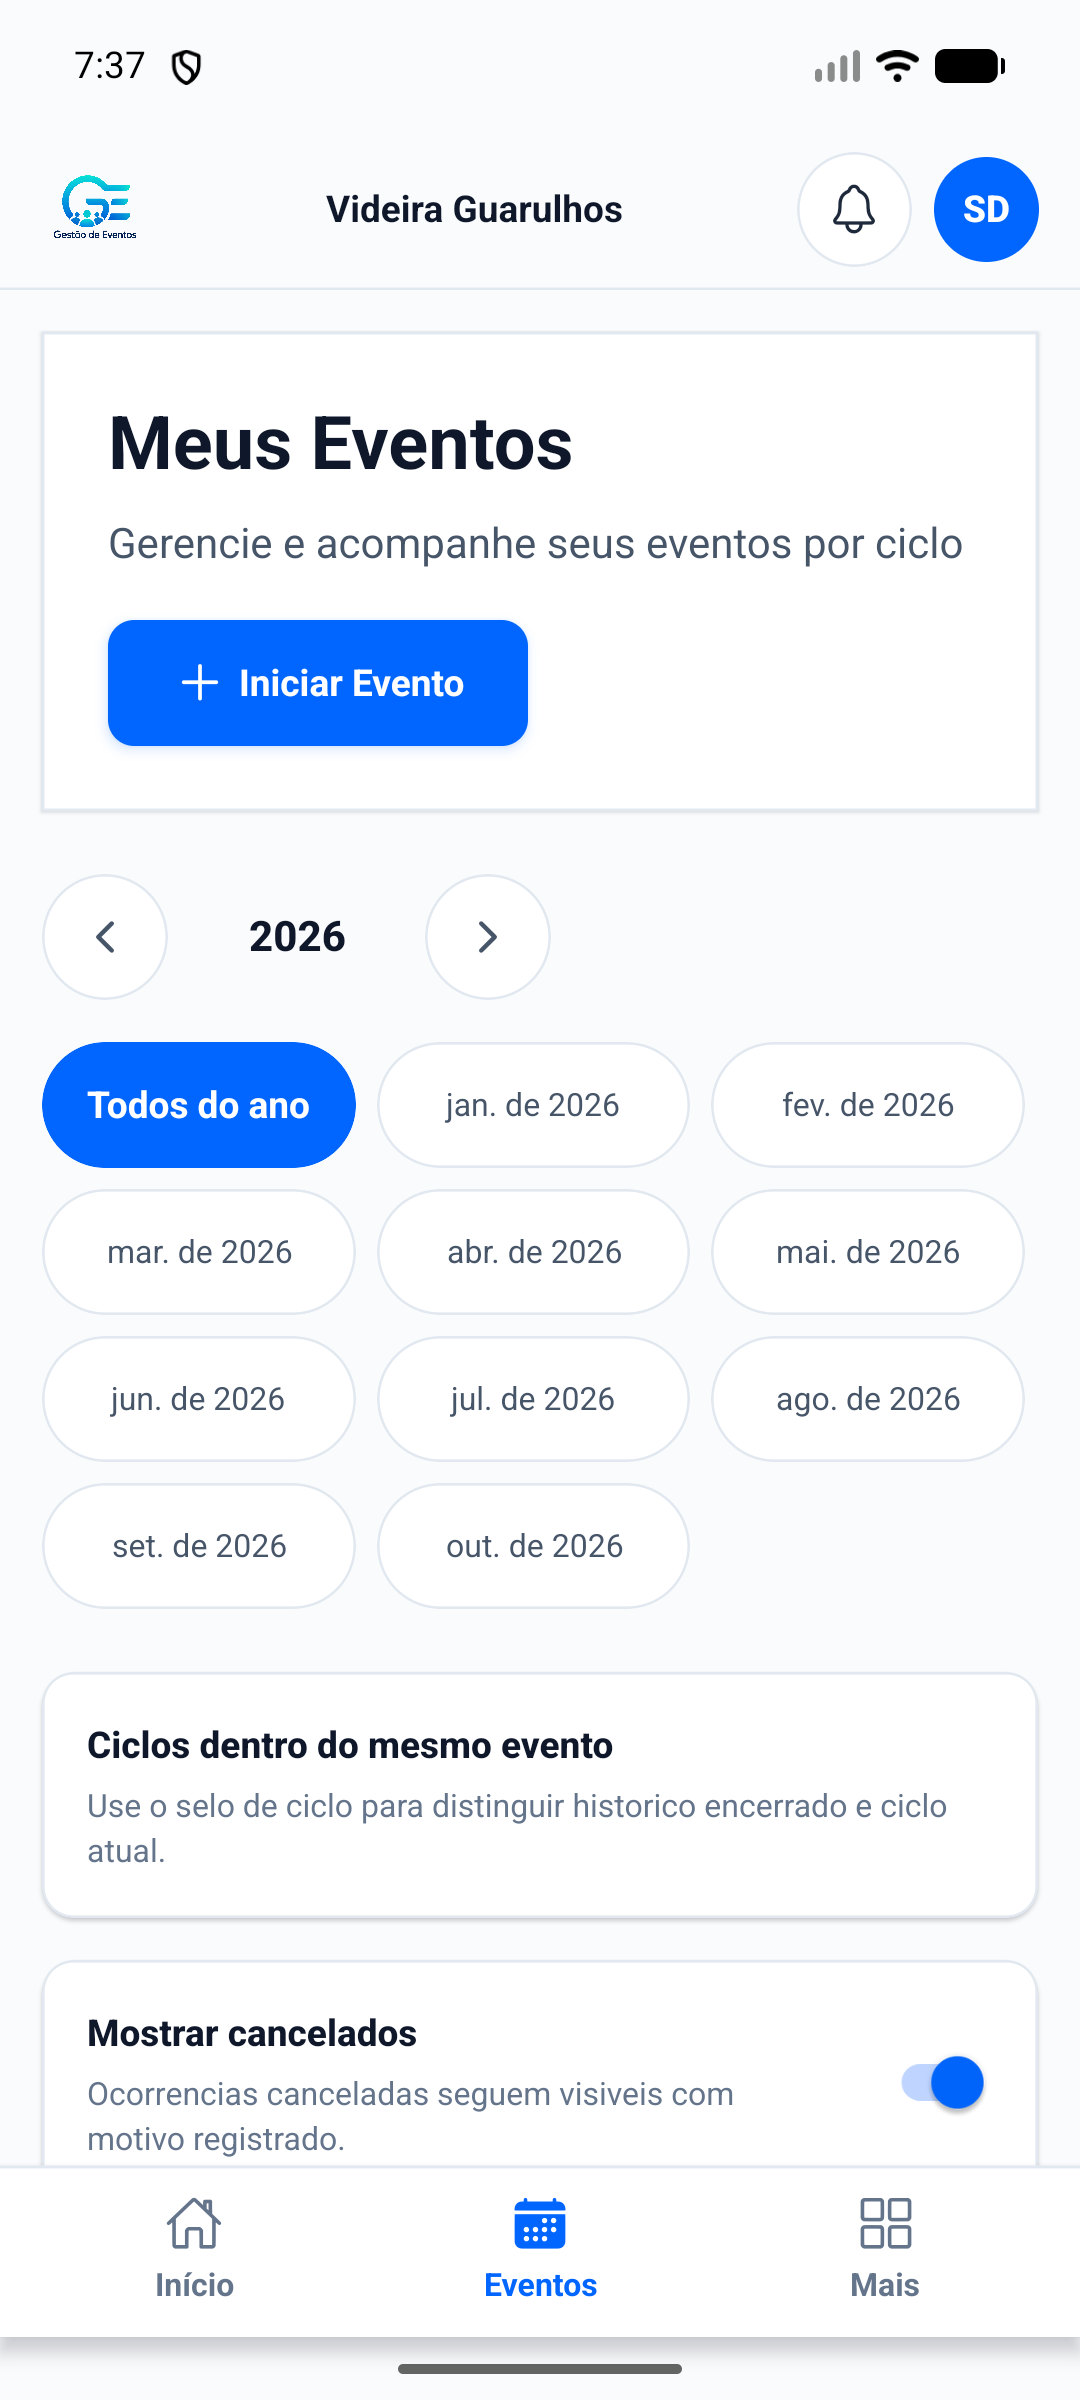 7:37
Gestão de Eventos
Videira Guarulhos
SD
Meus Eventos
Gerencie e acompanhe seus eventos por ciclo
Iniciar Evento
2026
Todos do ano
jan. de 2026
fev. de 2026
mar. de 2026
abr. de 2026
mai. de 2026
jun. de 2026
jul. de 2026
ago. de 2026
set. de 2026
out. de 2026
Ciclos dentro do mesmo evento
Use o selo de ciclo para distinguir historico encerrado e ciclo
atual.
Mostrar cancelados
Ocorrencias canceladas seguem visiveis com
motivo registrado.
Início
Eventos
Mais